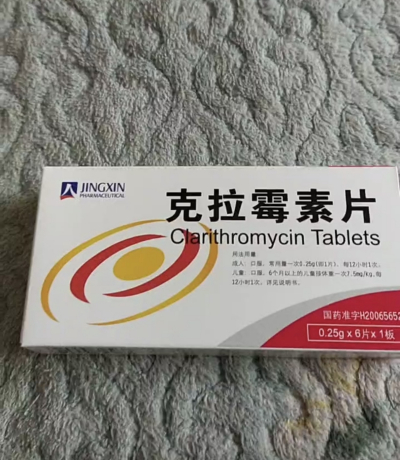 JINGXIN
PHARMACEUTICAL
克拉霉素片
Clarithromycin Tablets
用法用量
成人：口服，常用量一次0.25g(即1片)，每12小时1次；
儿童：口服，6个月以上的儿童按体重一次7.5mg/kg，每
12小时1次。详见说明书。
国药准字H20065652
0.25g x 6片 x 1板